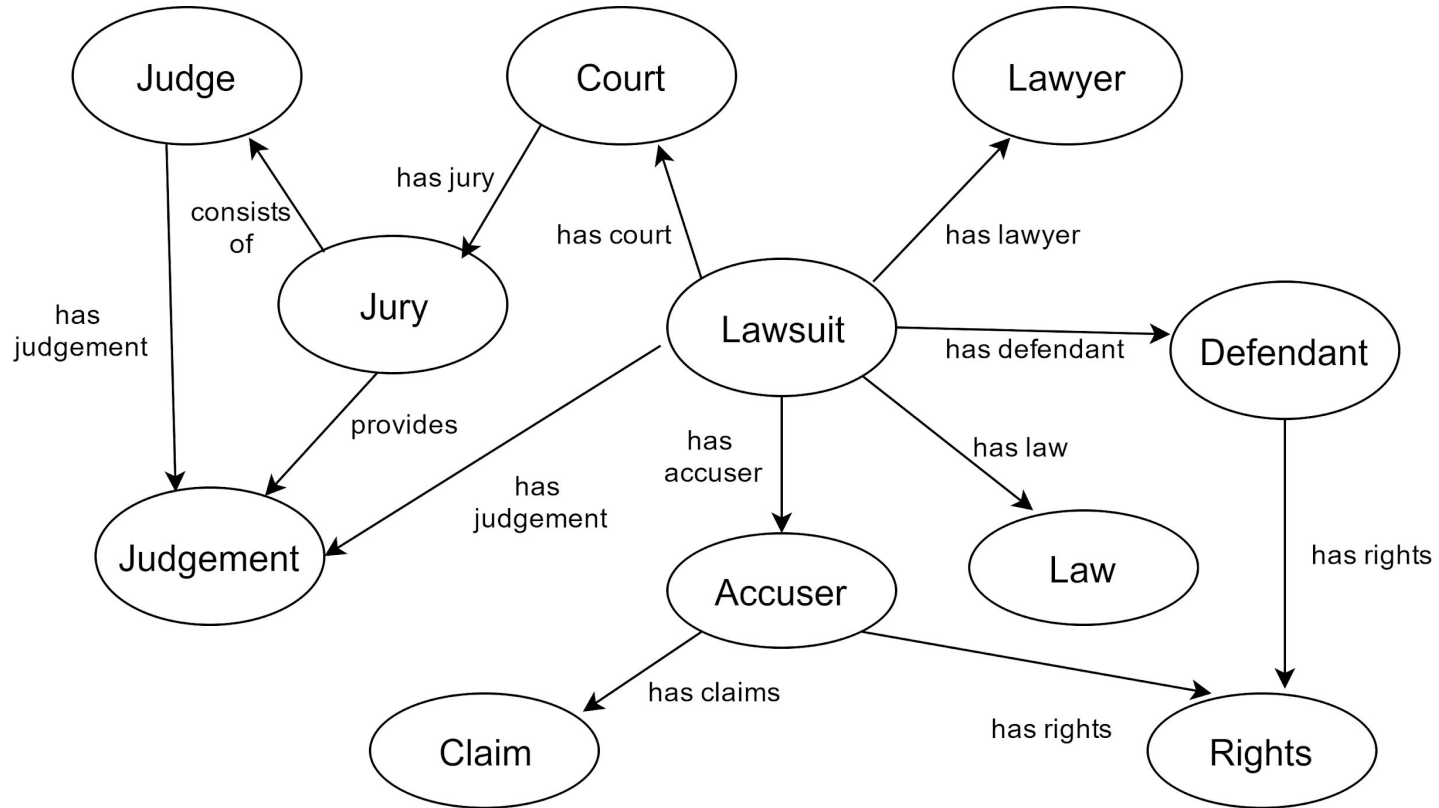 Judge
Court
Lawyer
has jury
consists
of
has court
has lawyer
Jury
Lawsuit
has
judgement
has defendant
Defendant
provides
has
accuser
has law
has
judgement
Judgement
Accuser
Law
has rights
has claims
has rights
Claim
Rights